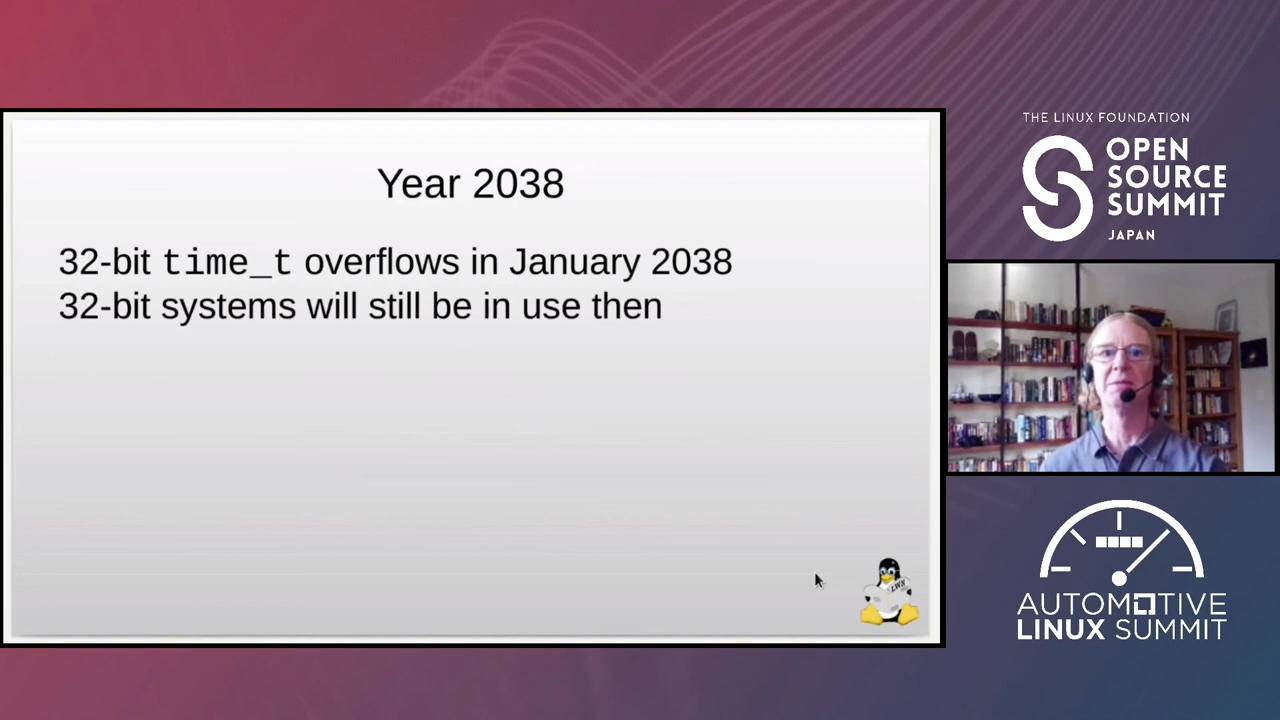 Year 2038
32-bit time_t overflows in January 2038
32-bit systems will still be in use then
LWN
THE LINUX FOUNDATION
OPEN
SOURCE
SUMMIT
JAPAN
AUTOMOTIVE
LINUX SUMMIT